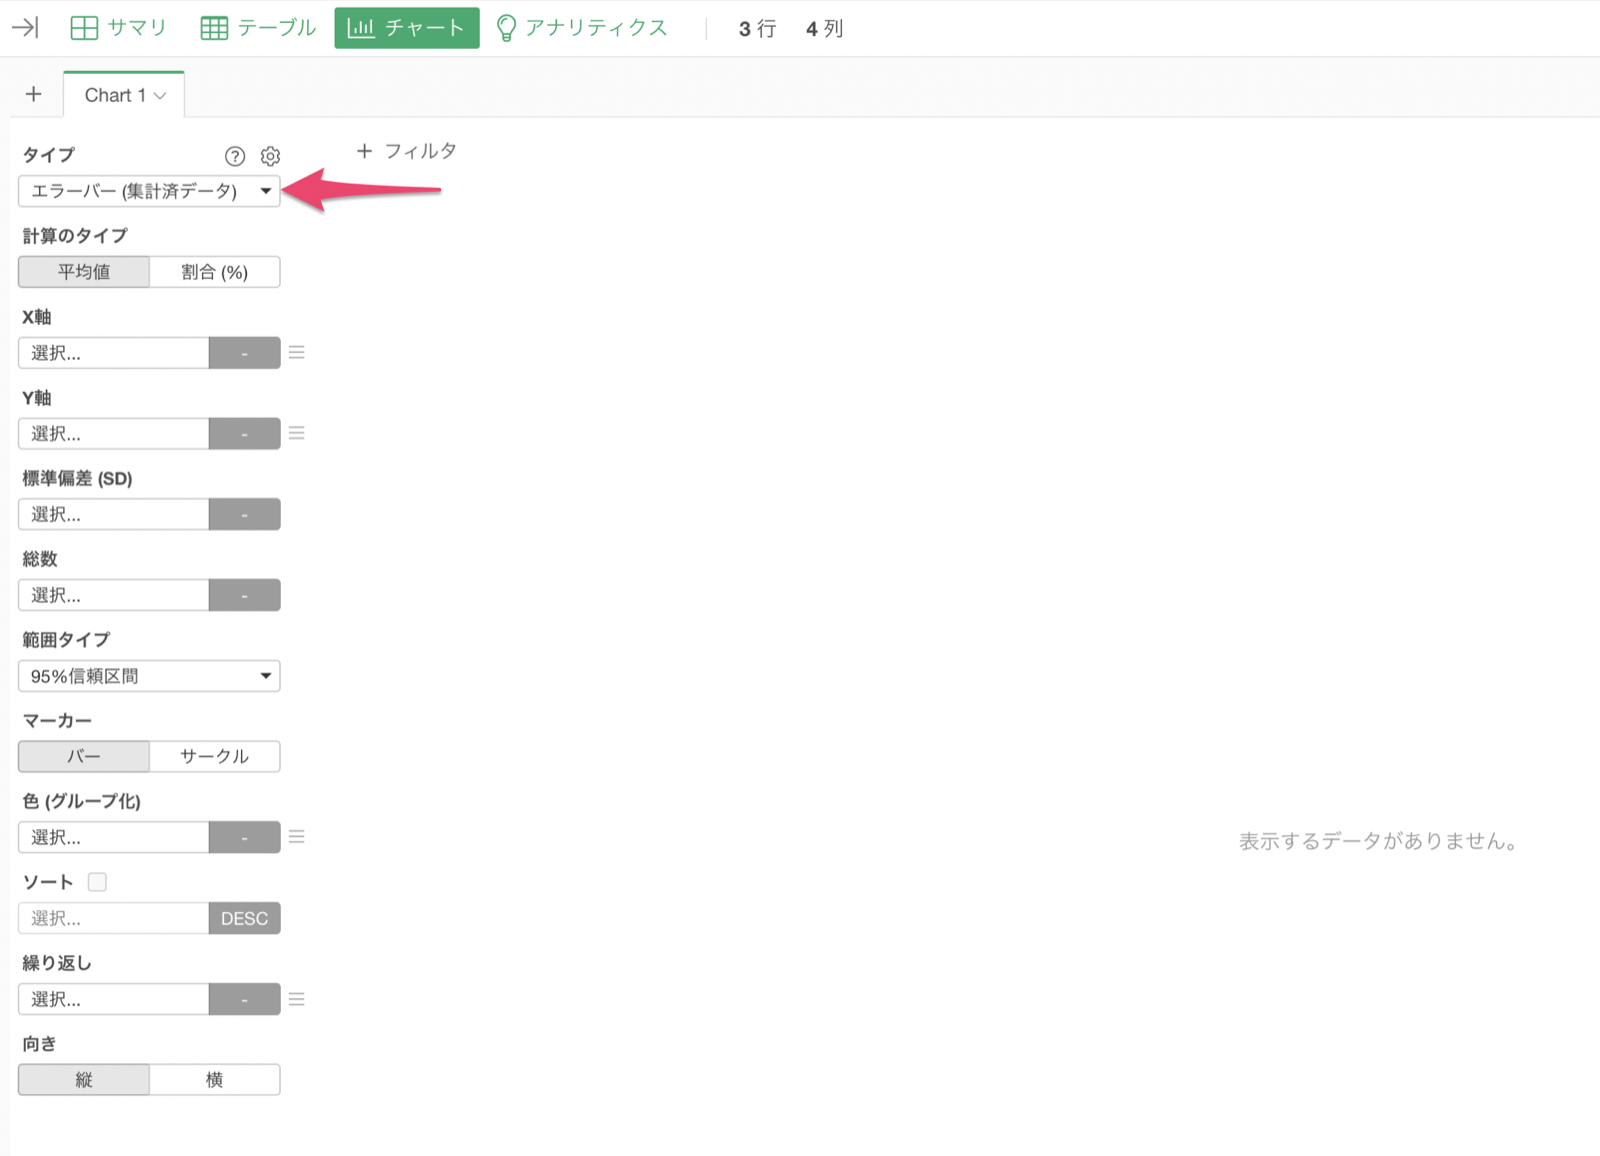 サマリ テーブル チャート アナリティクス 3 行 4 列
+ Chart 1
タイプ ? + フィルタ
エラーバー (集計済データ)
計算のタイプ
平均値 割合 (%)
X軸
選択... -
Y軸
選択... -
標準偏差 (SD)
選択... -
総数
選択... -
範囲タイプ
95%信頼区間
マーカー
バー サークル
色 (グループ化)
選択... -
表示するデータがありません。
ソート
選択... DESC
繰り返し
選択... -
向き
縦 横